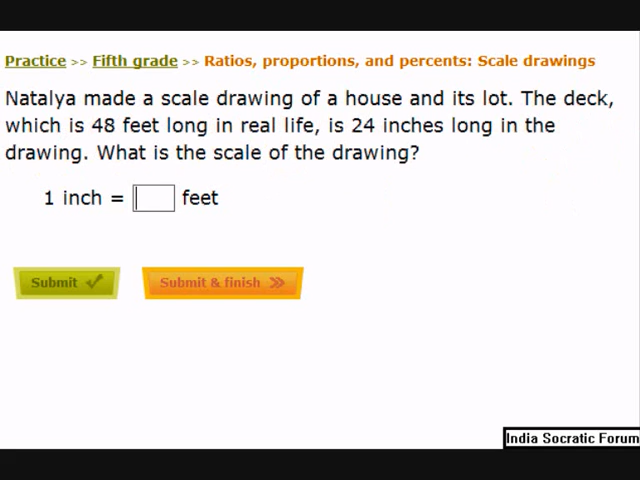 Practice >> Fifth grade >> Ratios, proportions, and percents: Scale drawings
Natalya made a scale drawing of a house and its lot. The deck,
which is 48 feet long in real life, is 24 inches long in the
drawing. What is the scale of the drawing?
1 inch = feet
Submit Submit & finish >>
India Socratic Forum